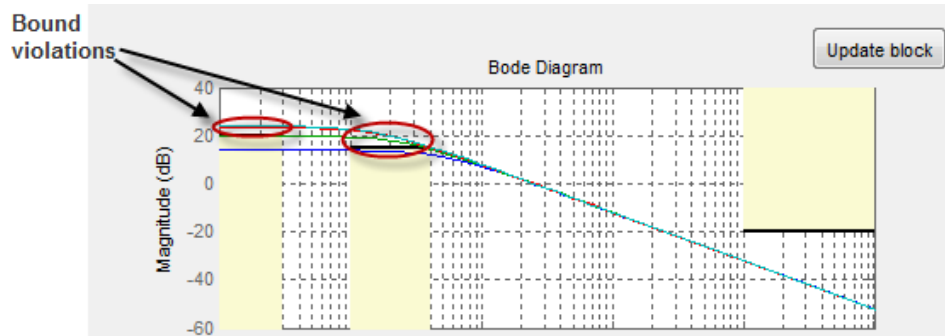 Bound
violations
Update block
Bode Diagram
Magnitude (dB)
40
20
0
-20
-40
-60